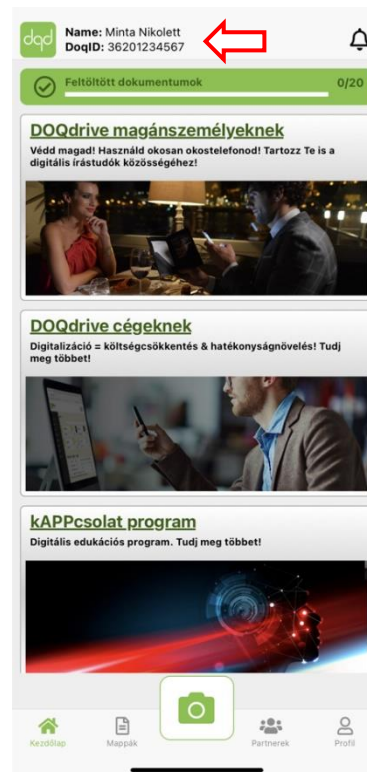 dqd
Name: Minta Nikolett
DoqID: 36201234567
Feltöltött dokumentumok 0/20
DOQdrive magánszemélyeknek
Védd magad! Használd okosan okostelefonod! Tartozz Te is a
digitális írástudók közösségéhez!
DOQdrive cégeknek
Digitalizáció = költségcsökkentés & hatékonyságnövelés! Tudj
meg többet!
kAPPcsolat program
Digitális edukációs program. Tudj meg többet!
Kezdőlap Mappák Partnerek Profil